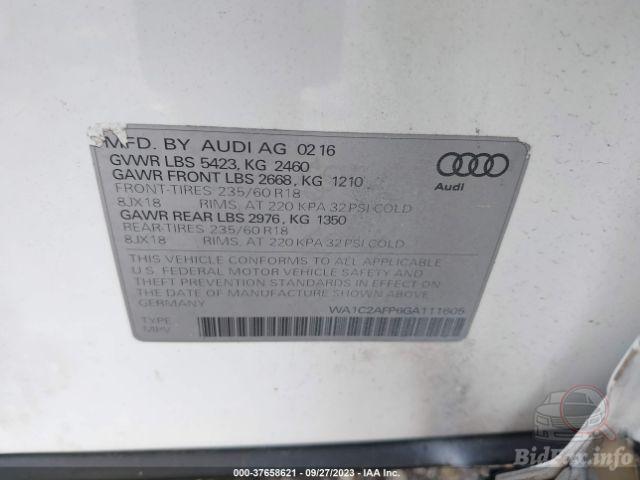 MFD. BY AUDI AG 02 16
GVWR LBS 5423, KG 2460
GAWR FRONT LBS 2668, KG 1210
FRONT-TIRES 235/60 R18
8JX18 RIMS, AT 220 KPA 32 PSI COLD
GAWR REAR LBS 2976, KG 1350
REAR-TIRES 235/60 R18
8JX18 RIMS, AT 220 KPA 32 PSI COLD
THIS VEHICLE CONFORMS TO ALL APPLICABLE
U.S. FEDERAL MOTOR VEHICLE SAFETY AND
THEFT PREVENTION STANDARDS IN EFFECT ON
THE DATE OF MANUFACTURE SHOWN ABOVE
WA1C2AFP6GA111605
TYPE
MPV
Audi
BidFax.info
000-37658621 - 09/27/2023 - IAA Inc.